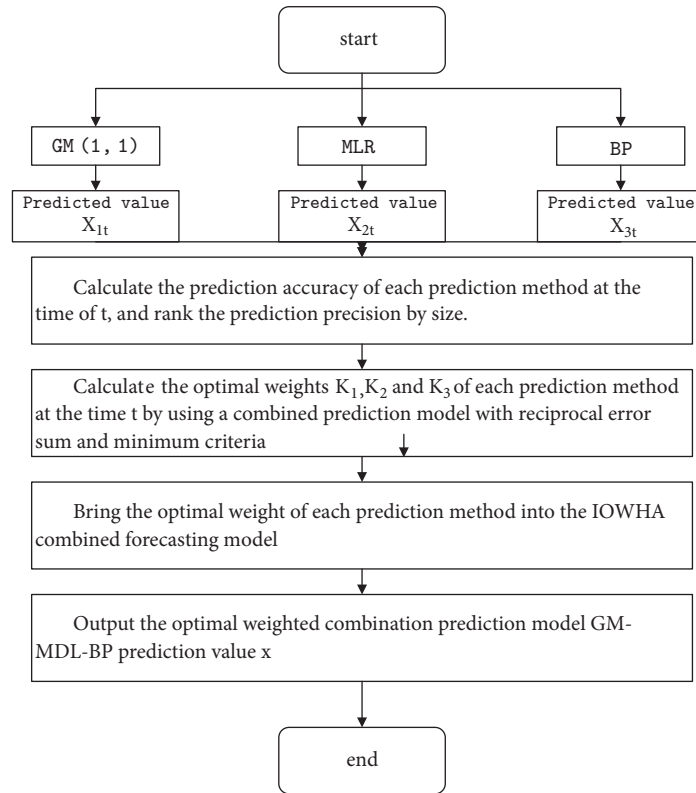 start
GM (1, 1)
MLR
BP
Predicted value
X1t
Predicted value
X2t
Predicted value
X3t
Calculate the prediction accuracy of each prediction method at the
time of t, and rank the prediction precision by size.
Calculate the optimal weights K1,K2 and K3 of each prediction method
at the time t by using a combined prediction model with reciprocal error
sum and minimum criteria
Bring the optimal weight of each prediction method into the IOWHA
combined forecasting model
Output the optimal weighted combination prediction model GM-
MDL-BP prediction value x
end